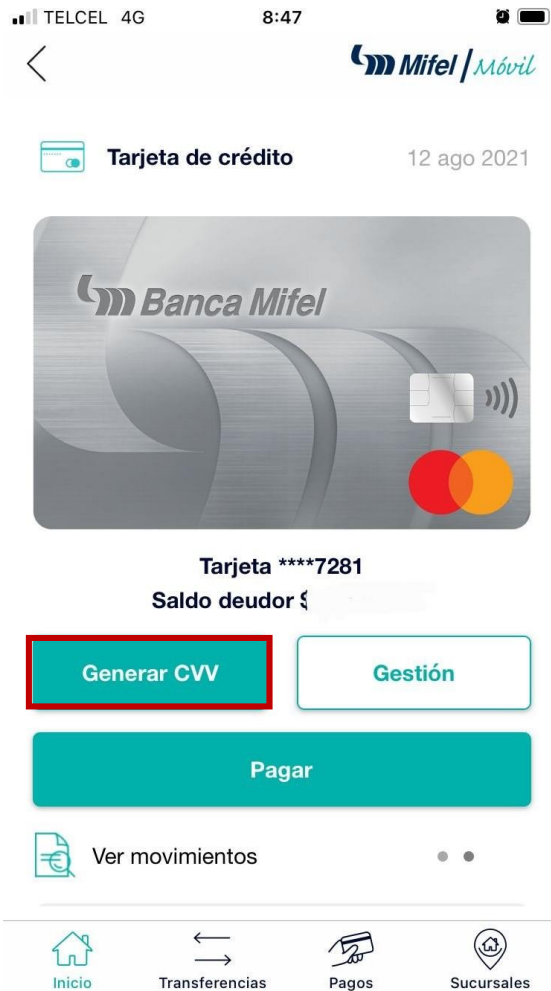 TELCEL 4G 8:47
Mifel Móvil
Tarjeta de crédito 12 ago 2021
Banca Mifel
Tarjeta ****7281
Saldo deudor $
Generar CVV Gestión
Pagar
Ver movimientos
Inicio Transferencias Pagos Sucursales